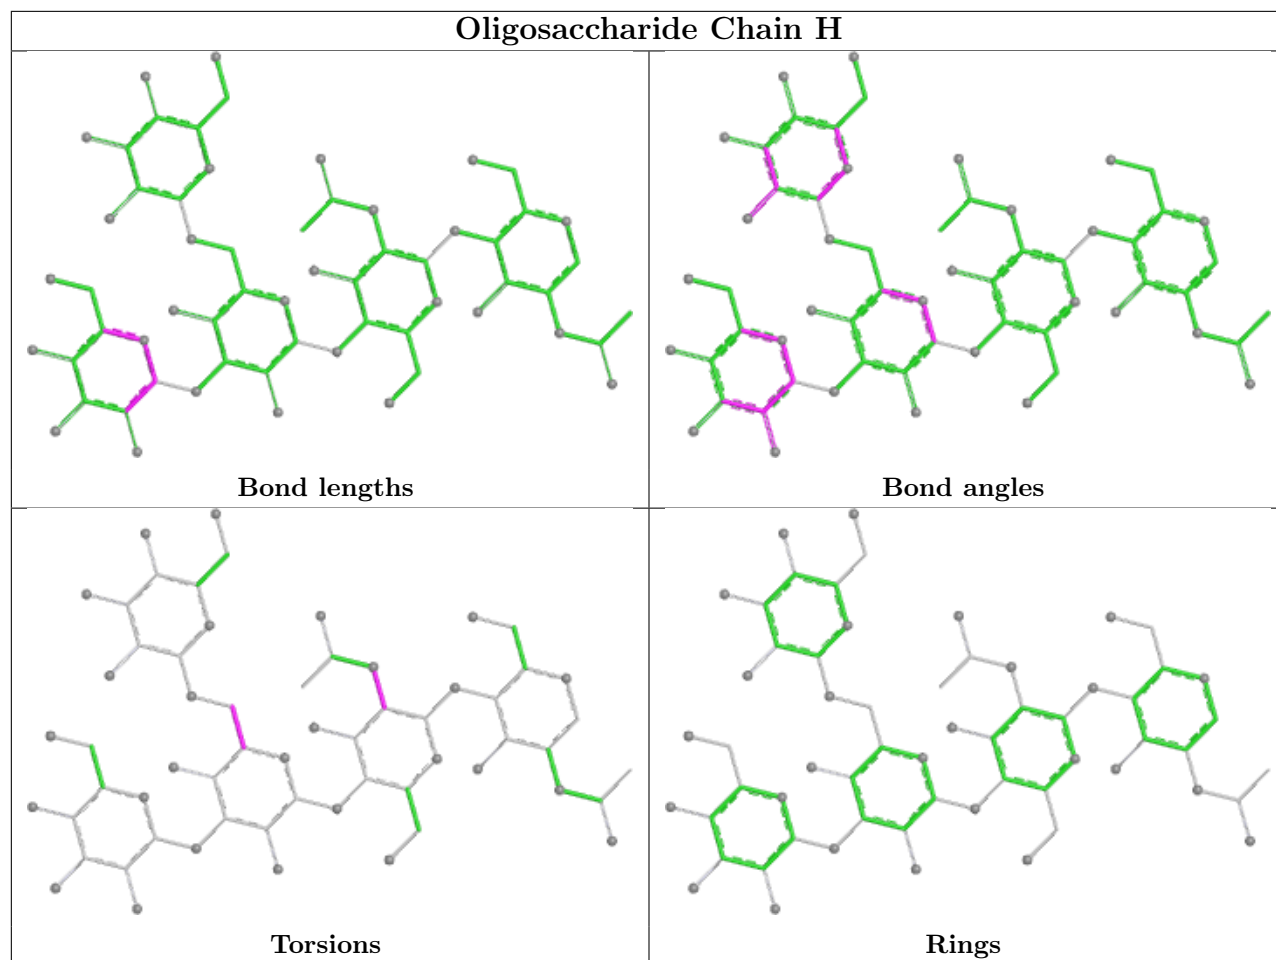 Oligosaccharide Chain H
Bond lengths
Bond angles
Torsions
Rings